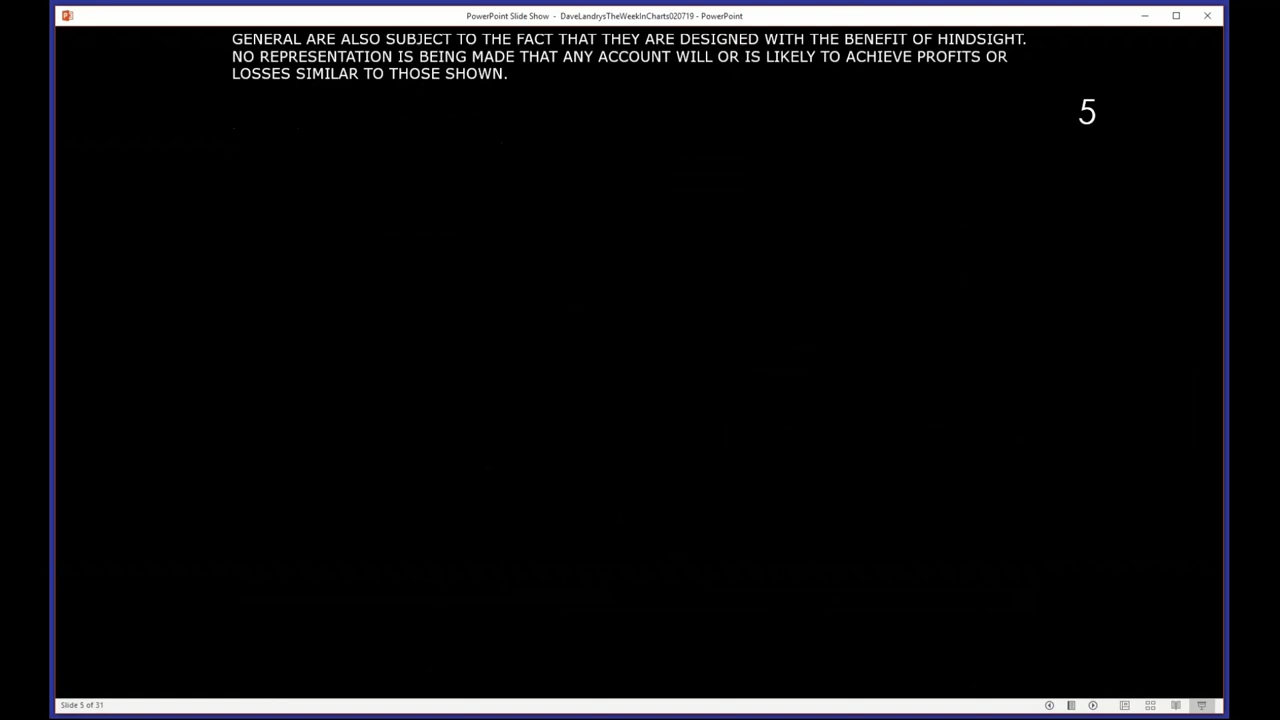 PowerPoint Slide Show - DaveLandrysTheWeekInCharts020719 - PowerPoint
GENERAL ARE ALSO SUBJECT TO THE FACT THAT THEY ARE DESIGNED WITH THE BENEFIT OF HINDSIGHT.
NO REPRESENTATION IS BEING MADE THAT ANY ACCOUNT WILL OR IS LIKELY TO ACHIEVE PROFITS OR
LOSSES SIMILAR TO THOSE SHOWN.
5
Slide 5 of 31